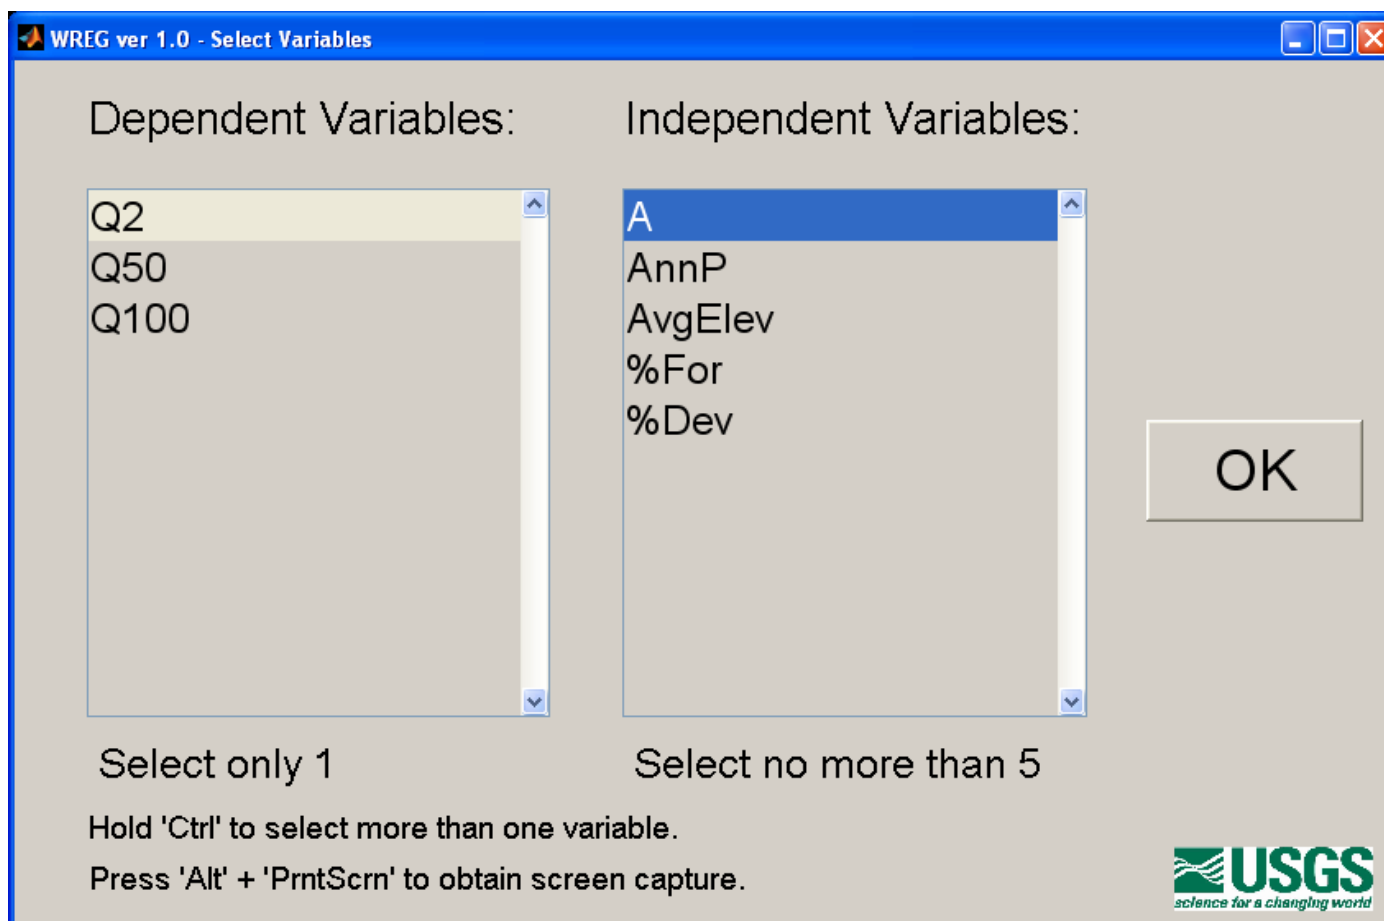 WREG ver 1.0 - Select Variables
Dependent Variables:
Independent Variables:
Q2
Q50
Q100
A
AnnP
AvgElev
%For
%Dev
OK
Select only 1
Select no more than 5
Hold 'Ctrl' to select more than one variable.
Press 'Alt' + 'PrntScrn' to obtain screen capture.
USGS
science for a changing world